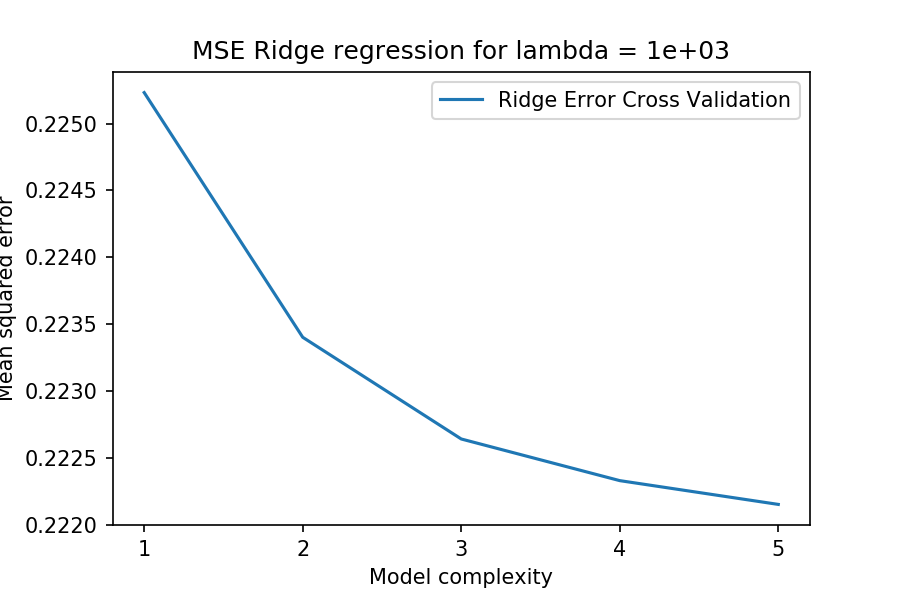 MSE Ridge regression for lambda = 1e+03
Ridge Error Cross Validation
Mean squared error
0.2250
0.2245
0.2240
0.2235
0.2230
0.2225
0.2220
1 2 3 4 5
Model complexity